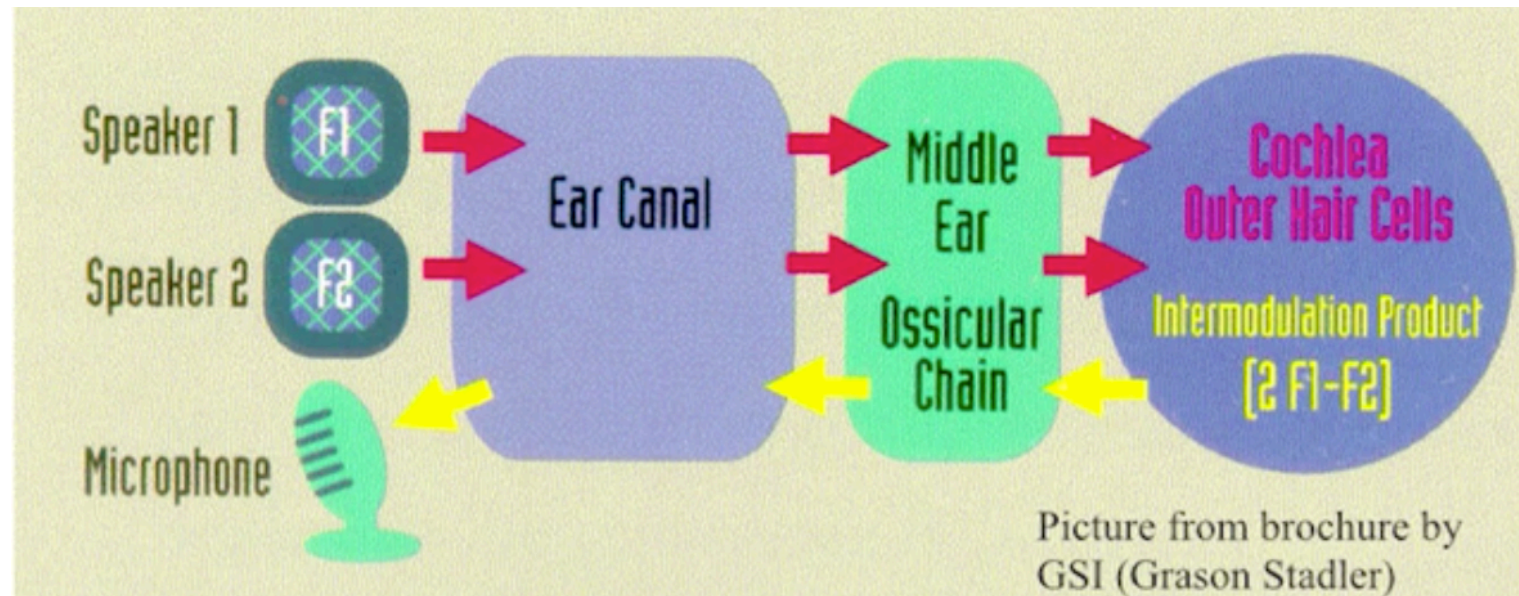 Speaker 1
F1
Speaker 2
F2
Microphone
Ear Canal
Middle
Ear
Ossicular
Chain
Cochlea
Outer Hair Cells
Intermodulation Product
(2 F1-F2)
Picture from brochure by
GSI (Grason Stadler)